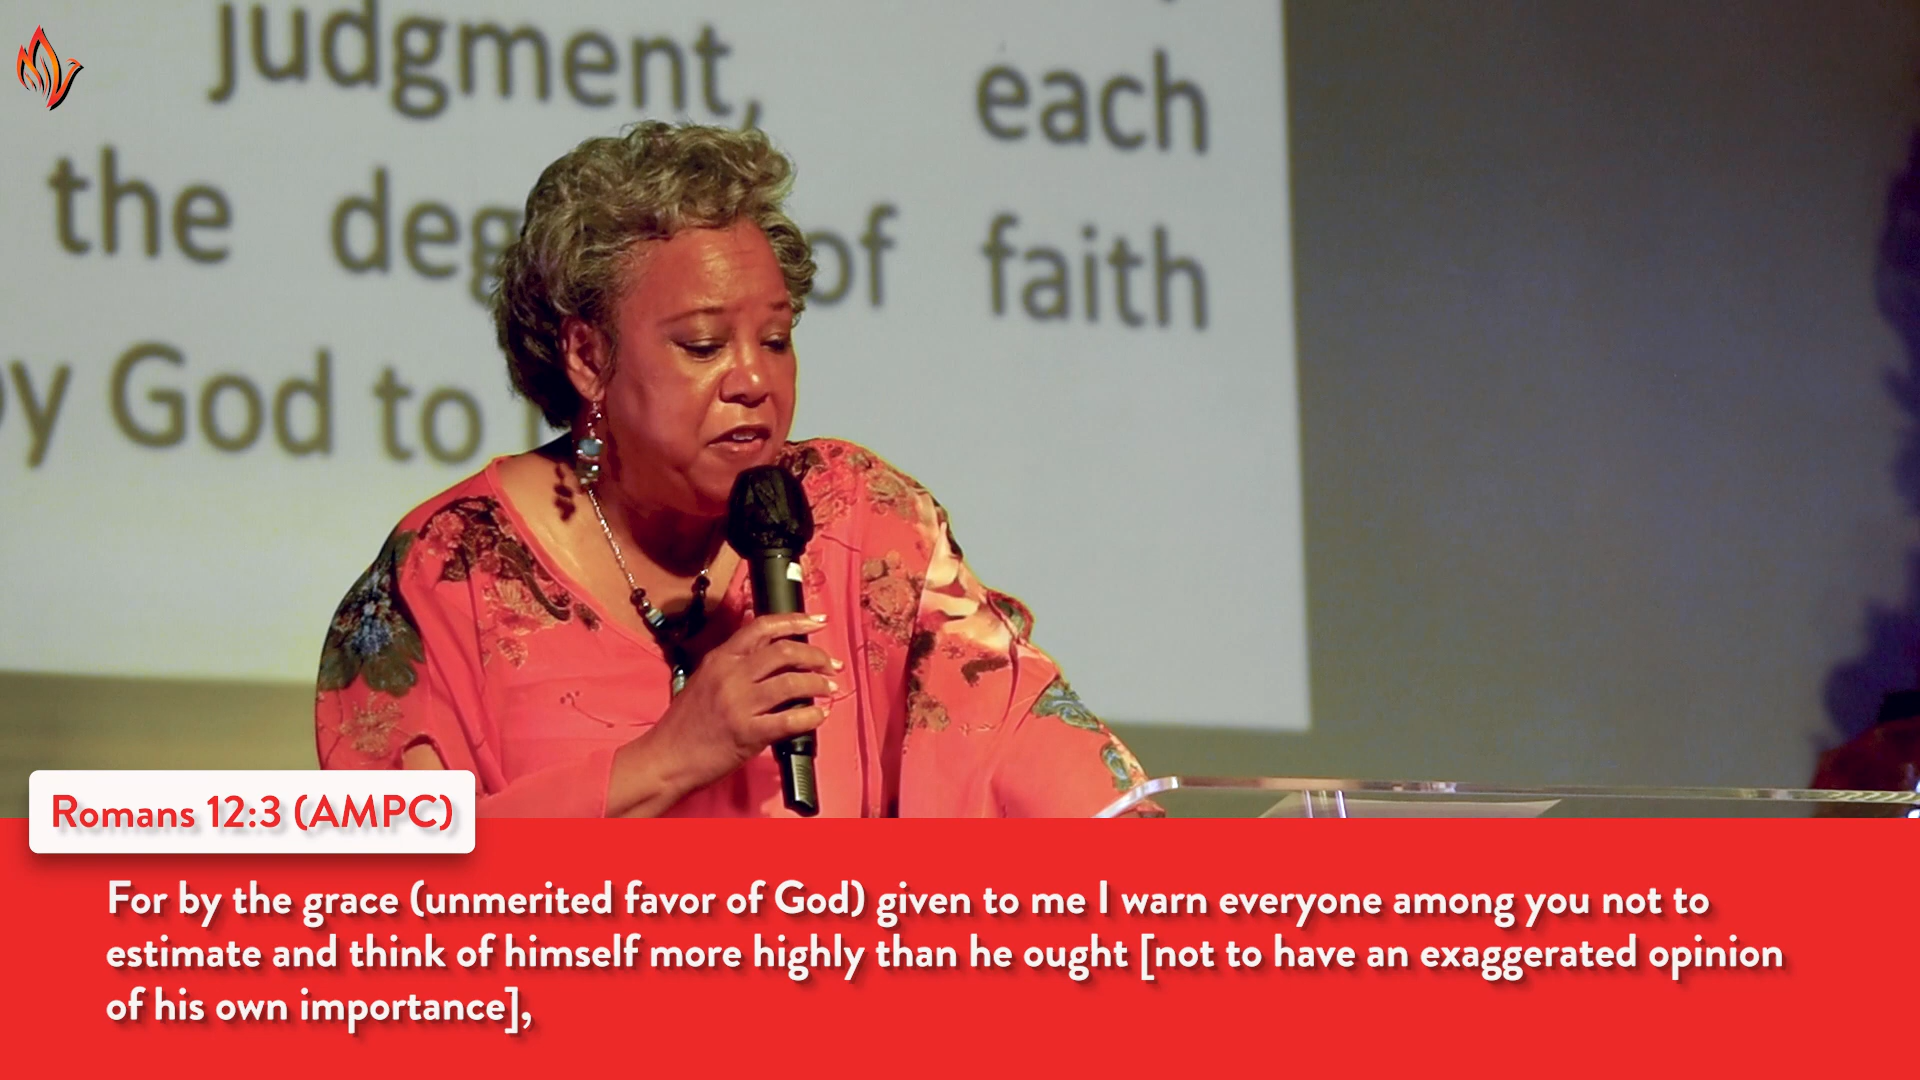 judgment, each
the of faith
God to
Romans 12:3 (AMPC)
For by the grace (unmerited favor of God) given to me I warn everyone among you not to
estimate and think of himself more highly than he ought [not to have an exaggerated opinion
of his own importance],